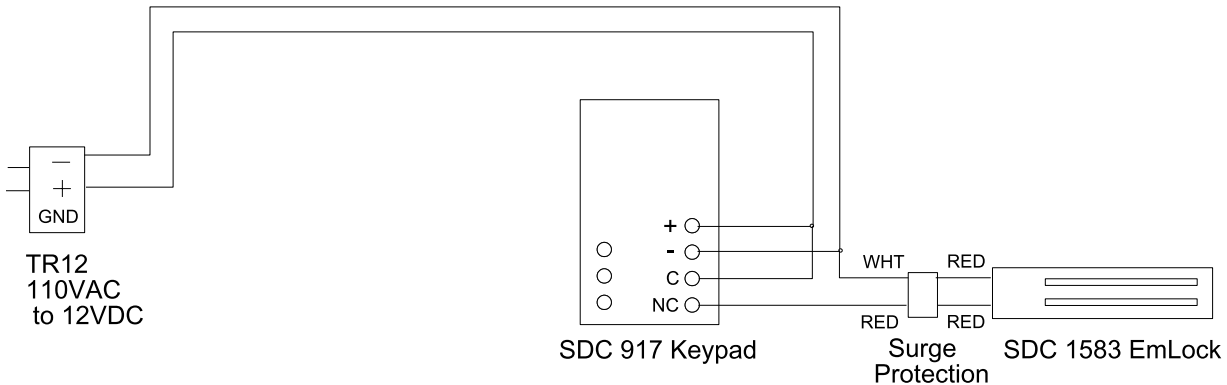 —
+
GND
TR12
110VAC
to 12VDC
+
-
C
NC
SDC 917 Keypad
WHT
RED
RED
RED
Surge
Protection
SDC 1583 EmLock